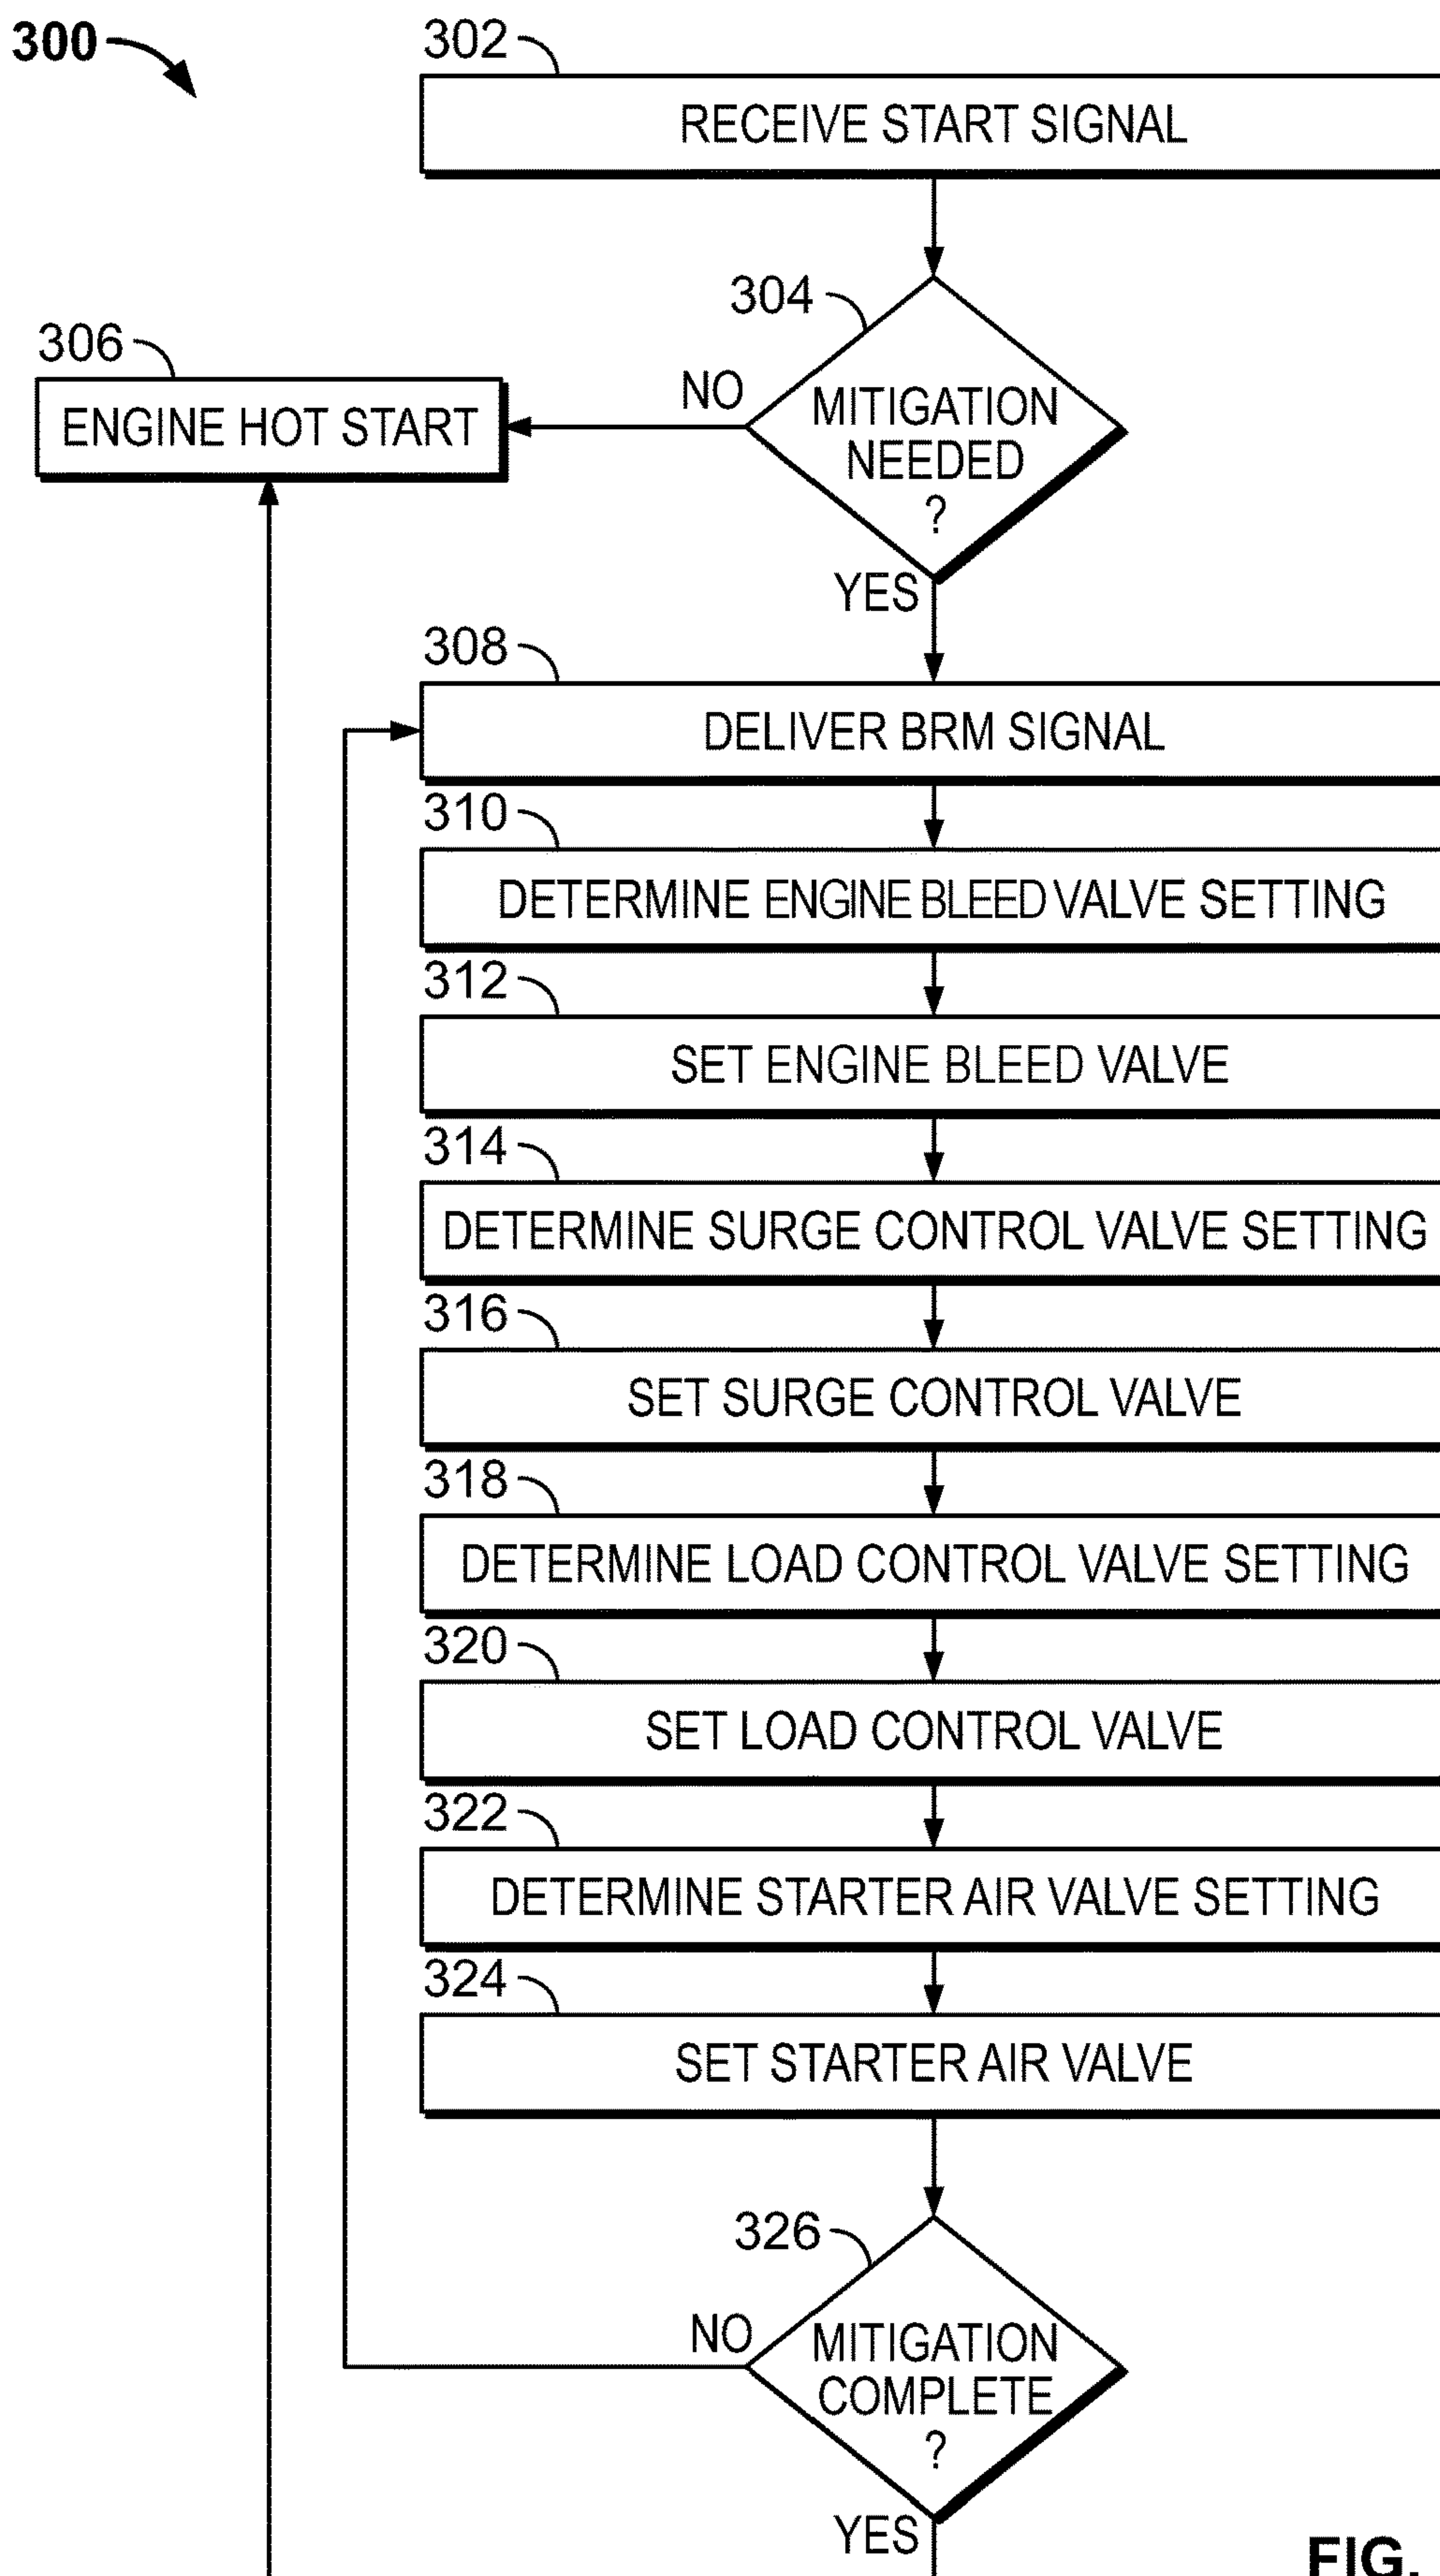 300
302
RECEIVE START SIGNAL
304
306
NO
ENGINE HOT START
MITIGATION
NEEDED
?
YES
308
DELIVER BRM SIGNAL
310
DETERMINE ENGINE BLEED VALVE SETTING
312
SET ENGINE BLEED VALVE
314
DETERMINE SURGE CONTROL VALVE SETTING
316
SET SURGE CONTROL VALVE
318
DETERMINE LOAD CONTROL VALVE SETTING
320
SET LOAD CONTROL VALVE
322
DETERMINE STARTER AIR VALVE SETTING
324
SET STARTER AIR VALVE
326
NO
MITIGATION
COMPLETE
?
YES
FIG.